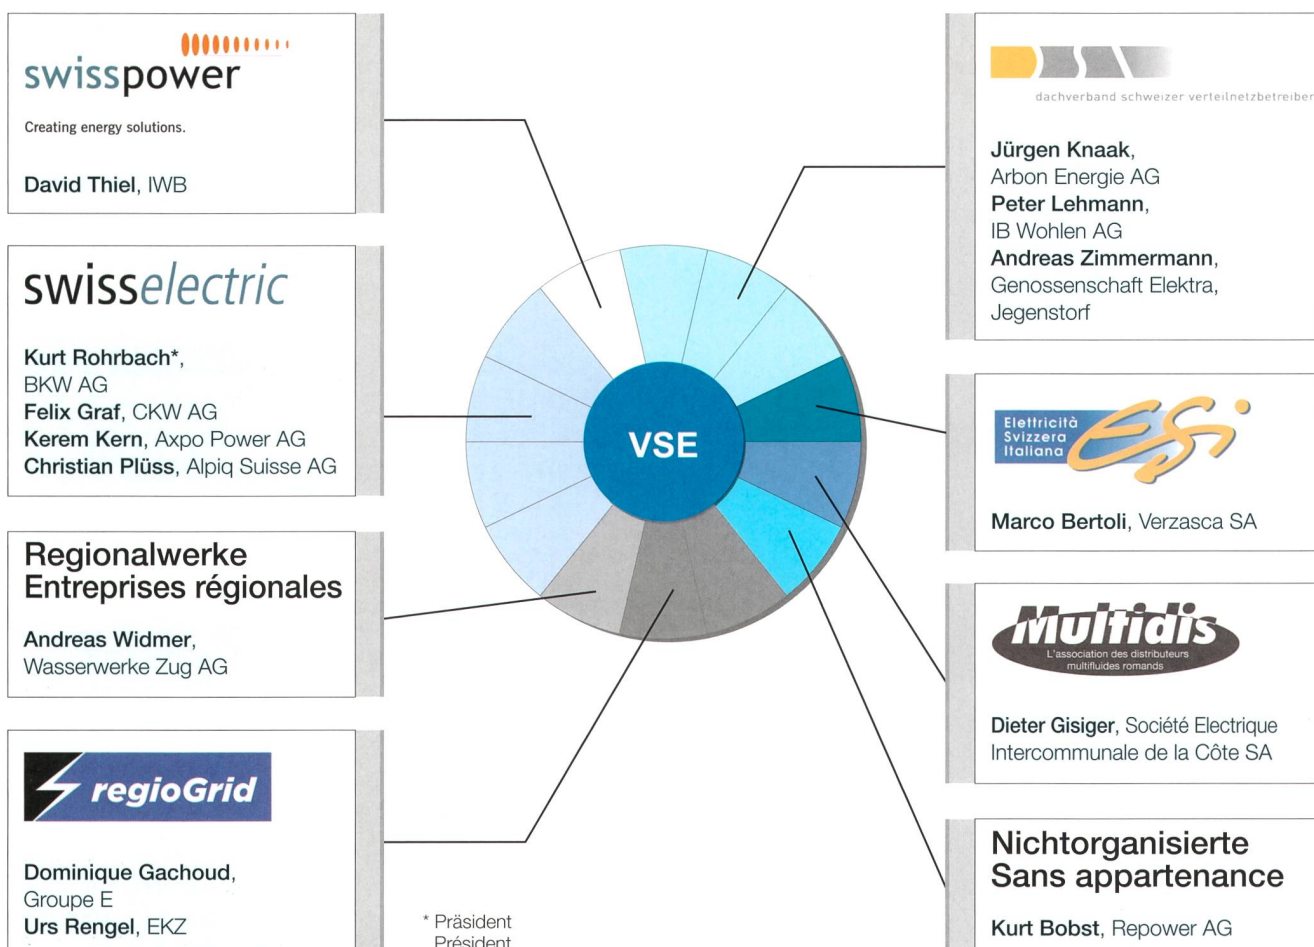 swisspower
Creating energy solutions.
David Thiel, IWB
swisselectric
Kurt Rohrbach*,
BKW AG
Felix Graf, CKW AG
Kerem Kern, Axpo Power AG
Christian Plüss, Alpiq Suisse AG
Regionalwerke
Entreprises régionales
Andreas Widmer,
Wasserwerke Zug AG
regioGrid
Dominique Gachoud,
Groupe E
Urs Rengel, EKZ
VSE
* Präsident
Président
DSV
dachverband schweizer verteilnetzbetreiber
Jürgen Knaak,
Arbon Energie AG
Peter Lehmann,
IB Wohlen AG
Andreas Zimmermann,
Genossenschaft Elektra,
Jegenstorf
Elettricità
Svizzera
Italiana
ESi
Marco Bertoli, Verzasca SA
Multidis
L'association des distributeurs
multifluides romands
Dieter Gisiger, Société Electrique
Intercommunale de la Côte SA
Nichtorganisierte
Sans appartenance
Kurt Bobst, Repower AG